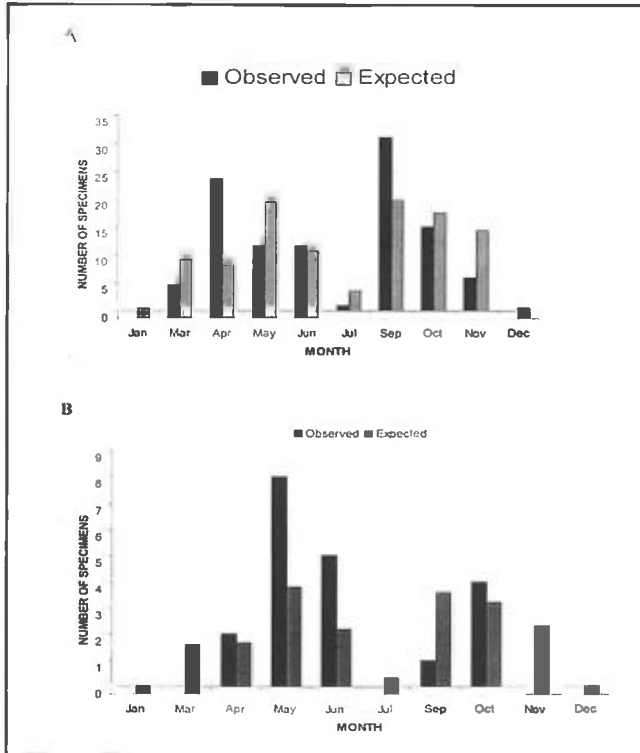 A
Observed Expected
35
30
25
20
15
10
5
0
NUMBER OF SPECIMENS
Jan Mar Apr May Jun Jul Sep Oct Nov Dec
MONTH
B
Observed Expected
9
8
7
6
5
4
3
2
1
0
NUMBER OF SPECIMENS
Jan Mar Apr May Jun Jul Sep Oct Nov Dec
MONTH